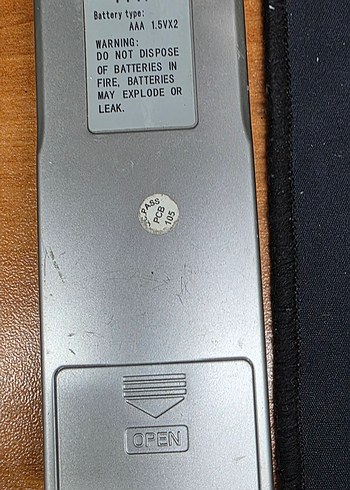 Battery type:
AAA 1.5VX2
WARNING:
DO NOT DISPOSE
OF BATTERIES IN
FIRE, BATTERIES
MAY EXPLODE OR
LEAK.
PASS
PCB
105
OPEN